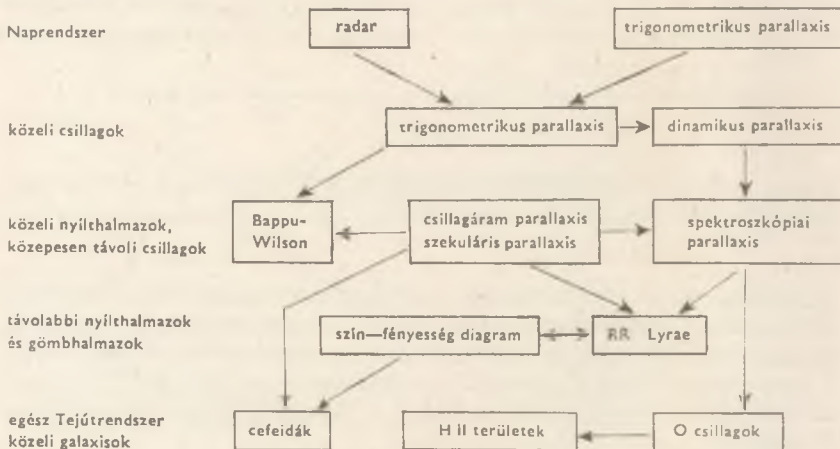 Naprendszer
radar
trigonometrikus parallaxis
közeli csillagok
trigonometrikus parallaxis
dinamikus parallaxis
közeli nyílthalmazok,
közepesen távoli csillagok
Bappu-
Wilson
csillagáram parallaxis
szekuláris parallaxis
spektroszkópiai
parallaxis
távolabbi nyílthalmazok
és gömbhalmazok
szín—fényesség diagram
RR Lyrae
egész Tejútrendszer
közeli galaxisok
cefeidák
H II területek
O csillagok